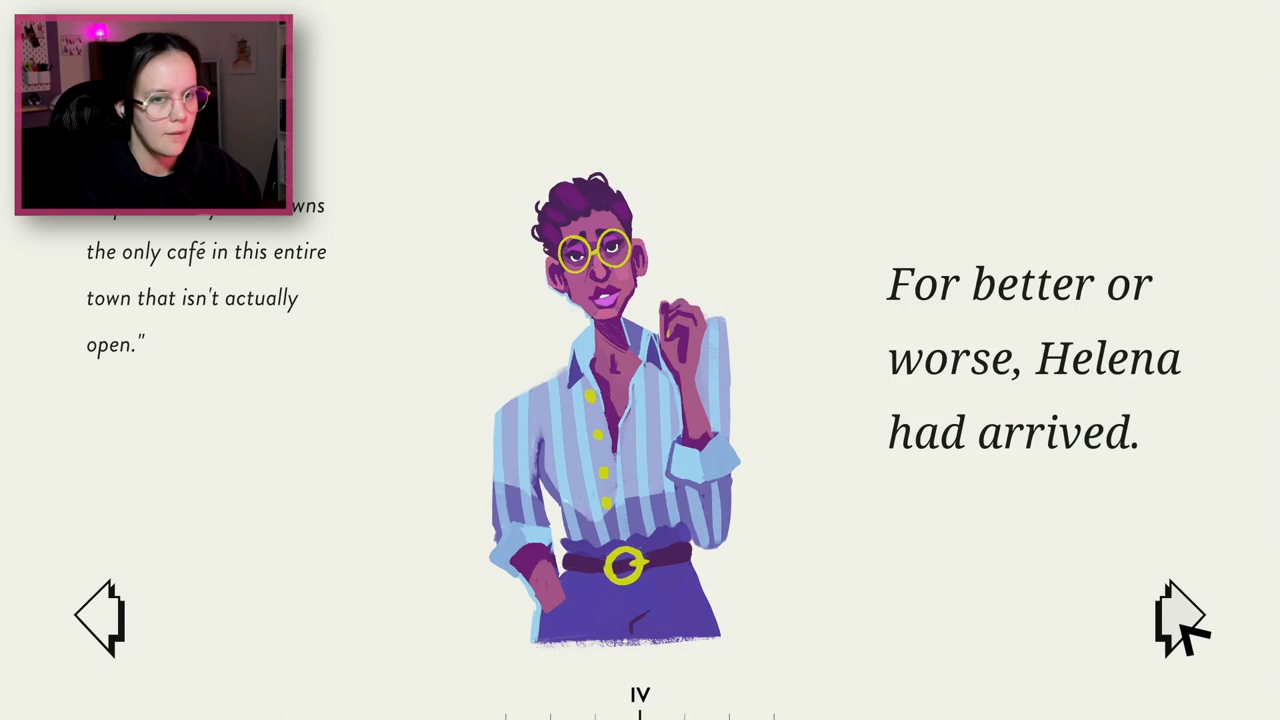 the only café in this entire
town that isn't actually
open."
For better or
worse, Helena
had arrived.
IV